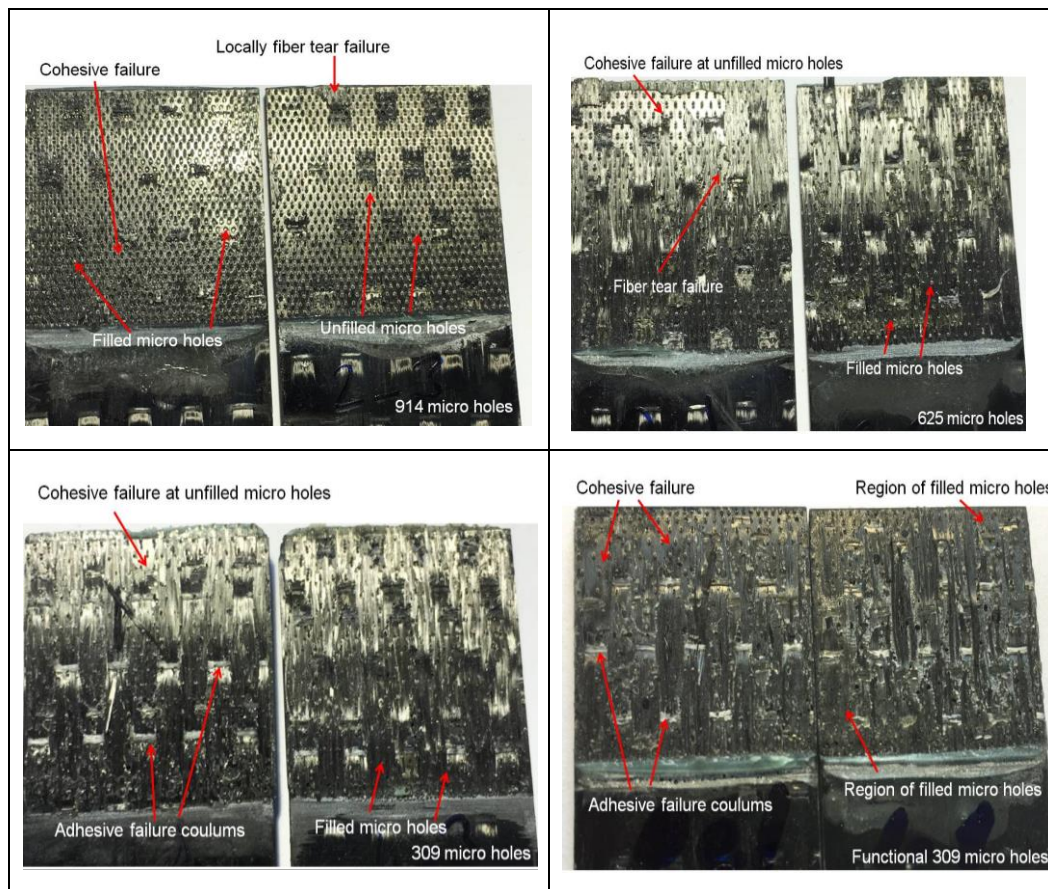 Locally fiber tear failure
Cohesive failure
Filled micro holes
Unfilled micro holes
914 micro holes
Cohesive failure at unfilled micro holes
Fiber tear failure
Filled micro holes
625 micro holes
Cohesive failure at unfilled micro holes
Adhesive failure coulums
Filled micro holes
309 micro holes
Cohesive failure
Region of filled micro holes
Adhesive failure coulums
Region of filled micro holes
Functional 309 micro holes